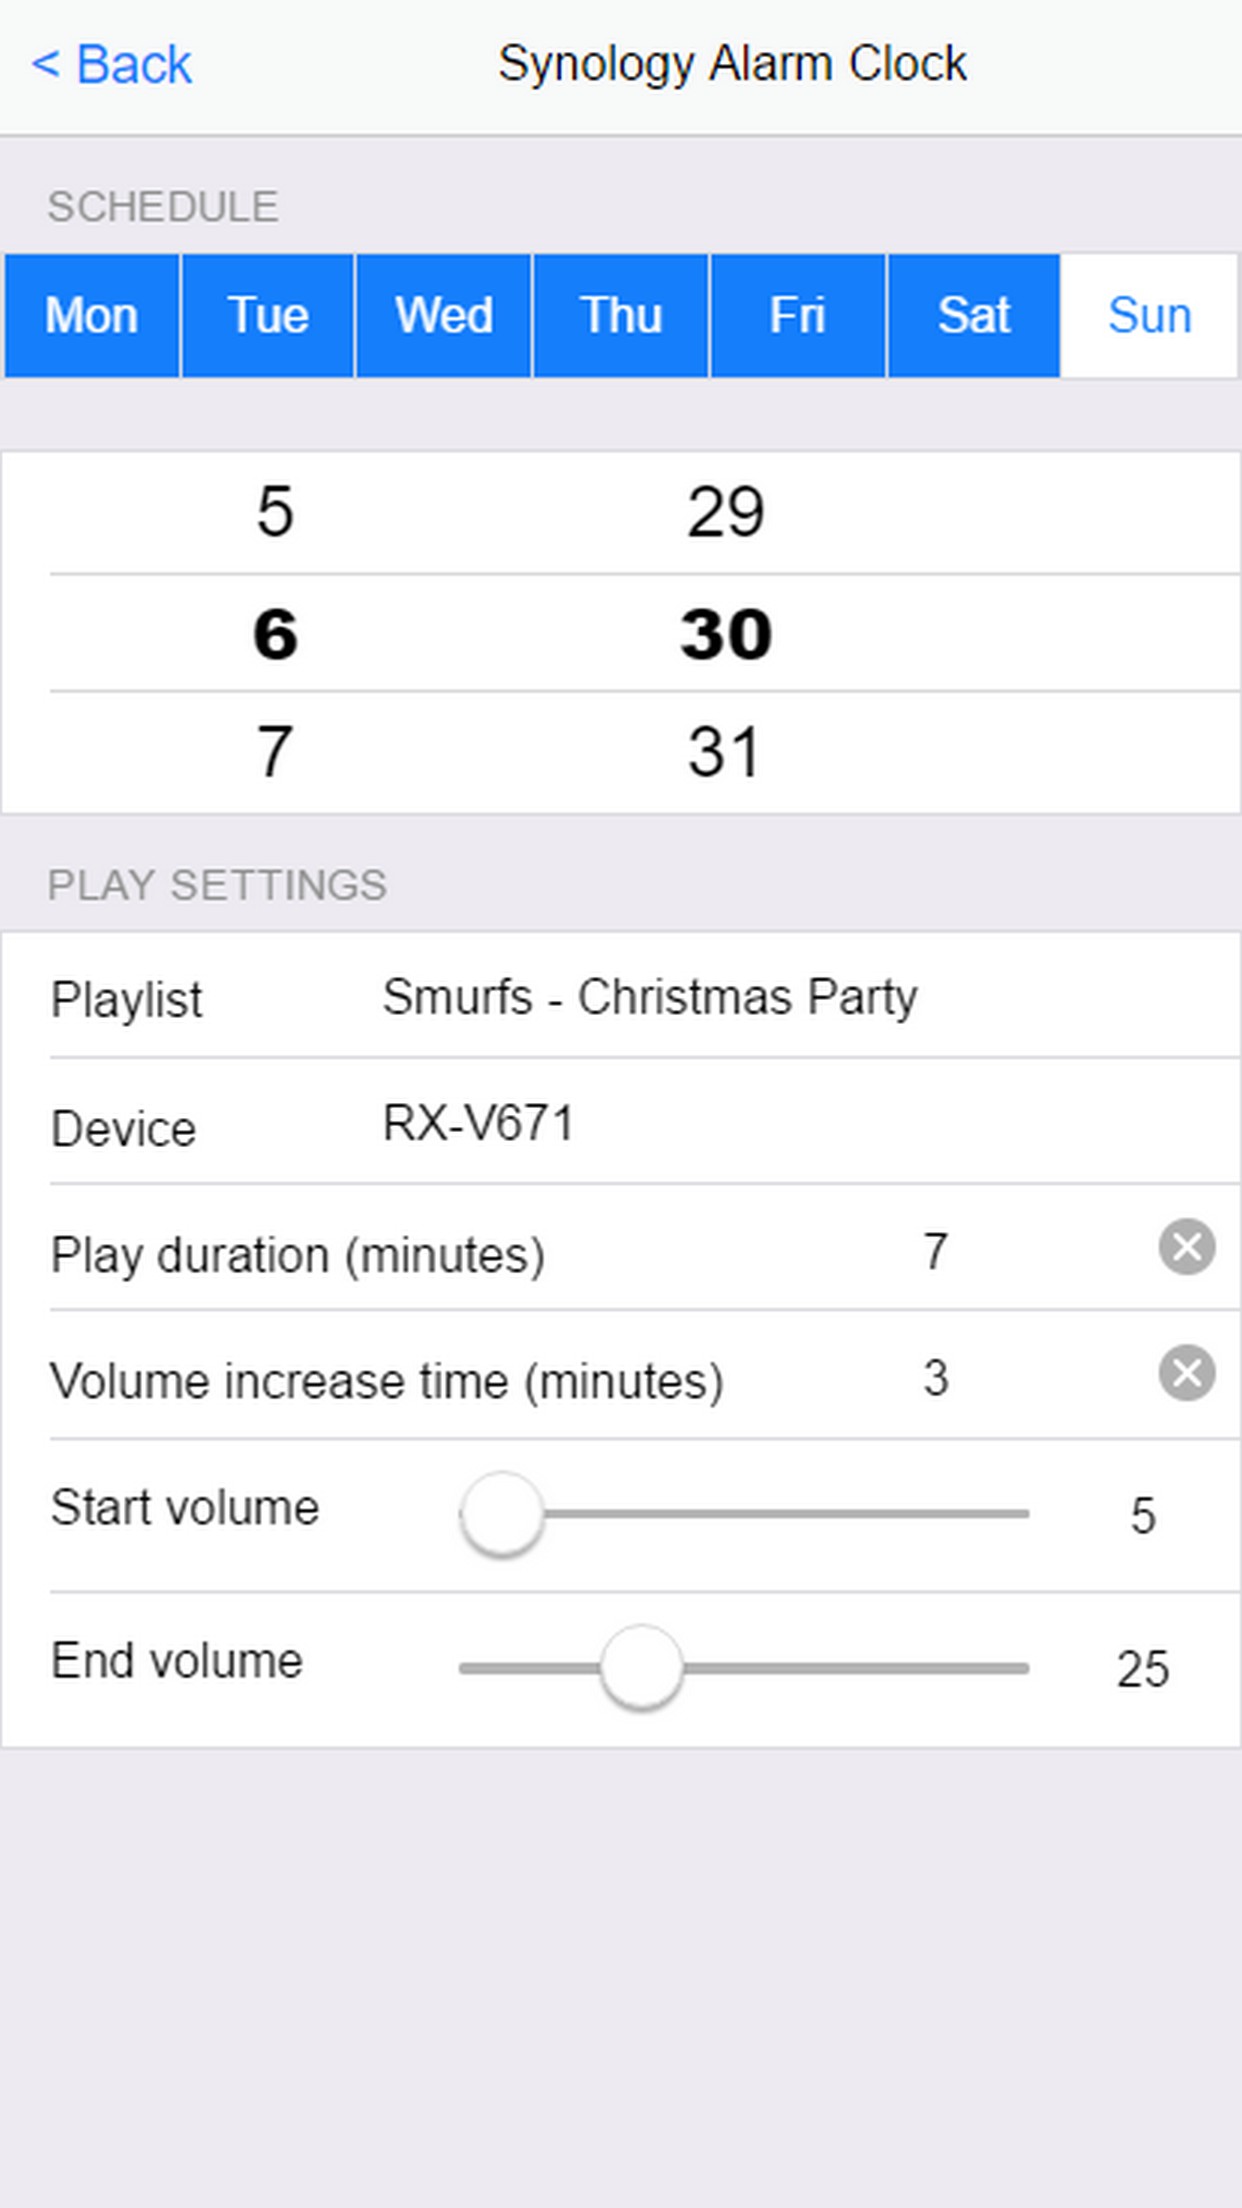 < Back Synology Alarm Clock
SCHEDULE
Mon Tue Wed Thu Fri Sat Sun
5 29
6 30
7 31
PLAY SETTINGS
Playlist Smurfs - Christmas Party
Device RX-V671
Play duration (minutes) 7
Volume increase time (minutes) 3
Start volume 5
End volume 25